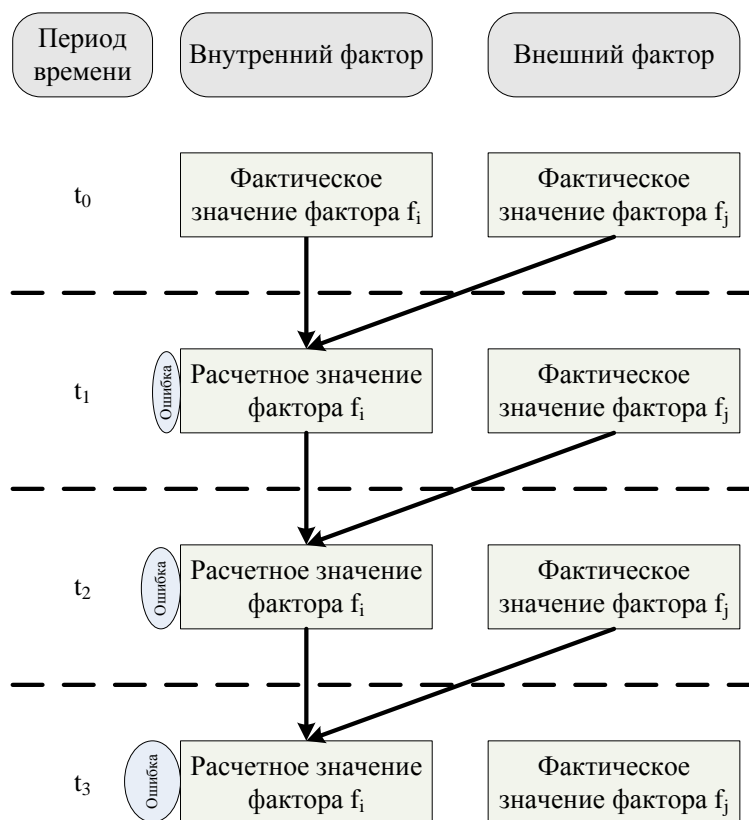 Период
времени
Внутренний фактор
Внешний фактор
t₀
Фактическое
значение фактора fᵢ
Фактическое
значение фактора fⱼ
t₁
Ошибка
Расчетное значение
фактора fᵢ
Фактическое
значение фактора fⱼ
t₂
Ошибка
Расчетное значение
фактора fᵢ
Фактическое
значение фактора fⱼ
t₃
Ошибка
Расчетное значение
фактора fᵢ
Фактическое
значение фактора fⱼ